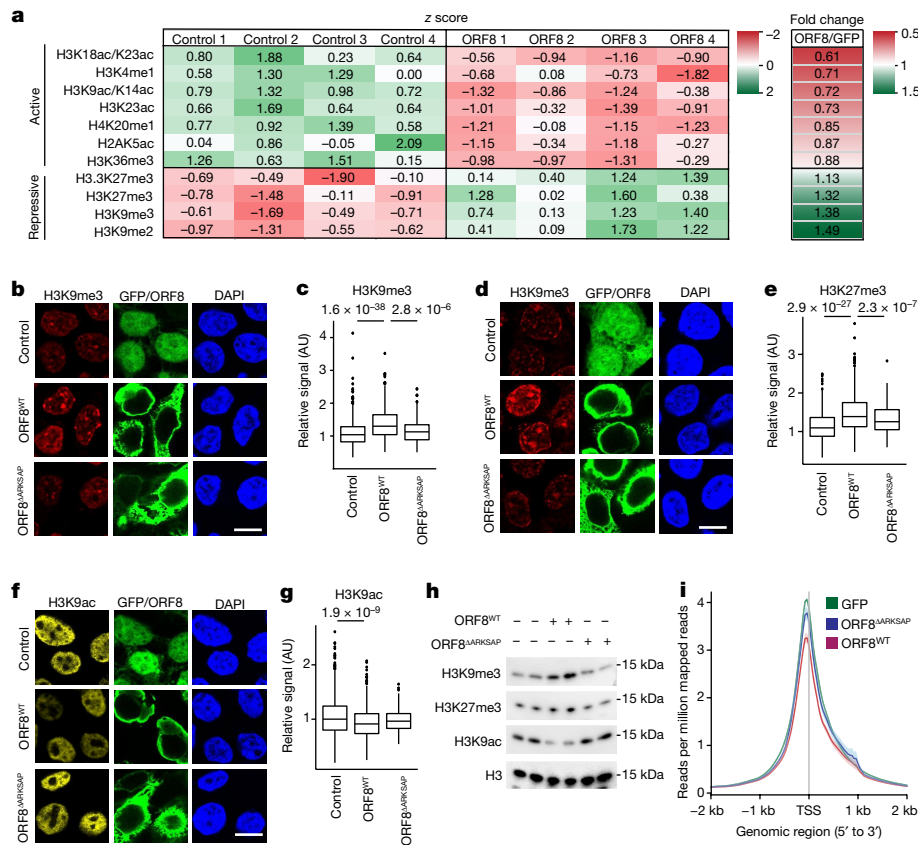 a
z score
Control 1 Control 2 Control 3 Control 4 ORF8 1 ORF8 2 ORF8 3 ORF8 4
Fold change
ORF8/GFP
Active
H3K18ac/K23ac 0.80 1.88 0.23 0.64 −0.56 −0.94 −1.16 −0.90 0.61
H3K4me1 0.58 1.30 1.29 0.00 −0.68 0.08 −0.73 −1.82 0.71
H3K9ac/K14ac 0.79 1.32 0.98 0.72 −1.32 −0.86 −1.24 −0.38 0.72
H3K23ac 0.66 1.69 0.64 0.64 −1.01 −0.32 −1.39 −0.91 0.73
H4K20me1 0.77 0.92 1.39 0.58 −1.21 −0.08 −1.15 −1.23 0.85
H2AK5ac 0.04 0.86 −0.05 2.09 −1.15 −0.34 −1.18 −0.27 0.87
H3K36me3 1.26 0.63 1.51 0.15 −0.98 −0.97 −1.31 −0.29 0.88
Repressive
H3.3K27me3 −0.69 −0.49 −1.90 −0.10 0.14 0.40 1.24 1.39 1.13
H3K27me3 −0.78 −1.48 −0.11 −0.91 1.28 0.02 1.60 0.38 1.32
H3K9me3 −0.61 −1.69 −0.49 −0.71 0.74 0.13 1.23 1.40 1.38
H3K9me2 −0.97 −1.31 −0.55 −0.62 0.41 0.09 1.73 1.22 1.49
−2
0
2
0.5
1
1.5
b
H3K9me3 GFP/ORF8 DAPI
Control
ORF8WT
ORF8ΔARKSAP
c
H3K9me3
1.6 × 10−38 2.8 × 10−6
Relative signal (AU)
4
3
2
1
Control
ORF8WT
ORF8ΔARKSAP
d
H3K9me3 GFP/ORF8 DAPI
Control
ORF8WT
ORF8ΔARKSAP
e
H3K27me3
2.9 × 10−27 2.3 × 10−7
Relative signal (AU)
3
2
1
Control
ORF8WT
ORF8ΔARKSAP
f
H3K9ac GFP/ORF8 DAPI
Control
ORF8WT
ORF8ΔARKSAP
g
H3K9ac
1.9 × 10−9
Relative signal (AU)
2
1
Control
ORF8WT
ORF8ΔARKSAP
h
ORF8WT − − + + − −
ORF8ΔARKSAP − − − − + +
H3K9me3 -15 kDa
H3K27me3 -15 kDa
H3K9ac -15 kDa
H3 -15 kDa
i
GFP
ORF8ΔARKSAP
ORF8WT
Reads per million mapped reads
4
3
2
1
0
−2 kb −1 kb TSS 1 kb 2 kb
Genomic region (5′ to 3′)